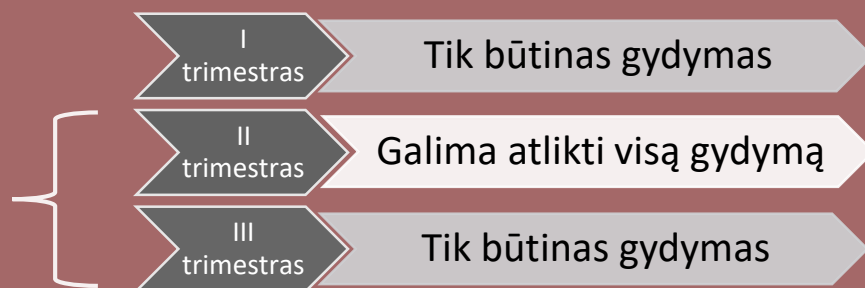 I
trimestras
Tik būtinas gydymas
II
trimestras
Galima atlikti visą gydymą
III
trimestras
Tik būtinas gydymas